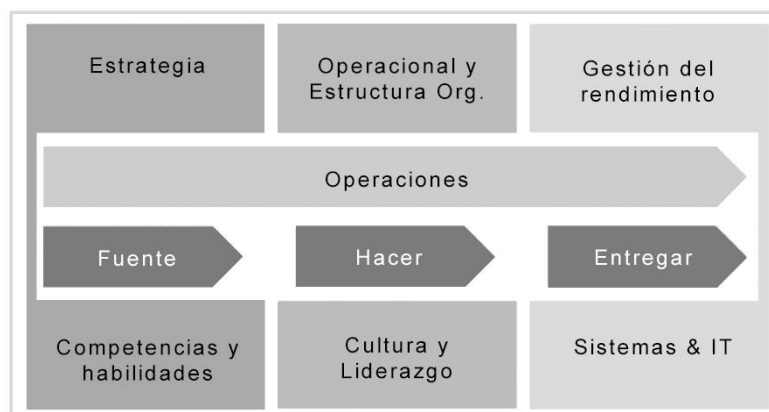 Estrategia
Operacional y
Estructura Org.
Gestión del
rendimiento
Operaciones
Fuente
Hacer
Entregar
Competencias y
habilidades
Cultura y
Liderazgo
Sistemas & IT